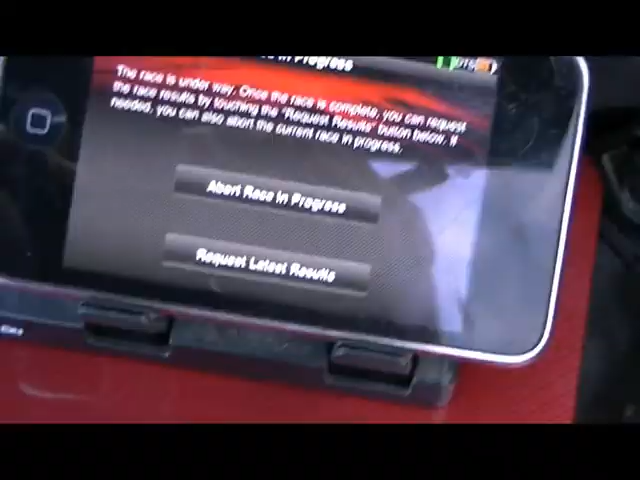 in Progress
The race is under way. Once the race is complete, you can request
the race results by touching the "Request Results" button below. If
needed, you can also abort the current race in progress.
Abort Race In Progress
Request Latest Results